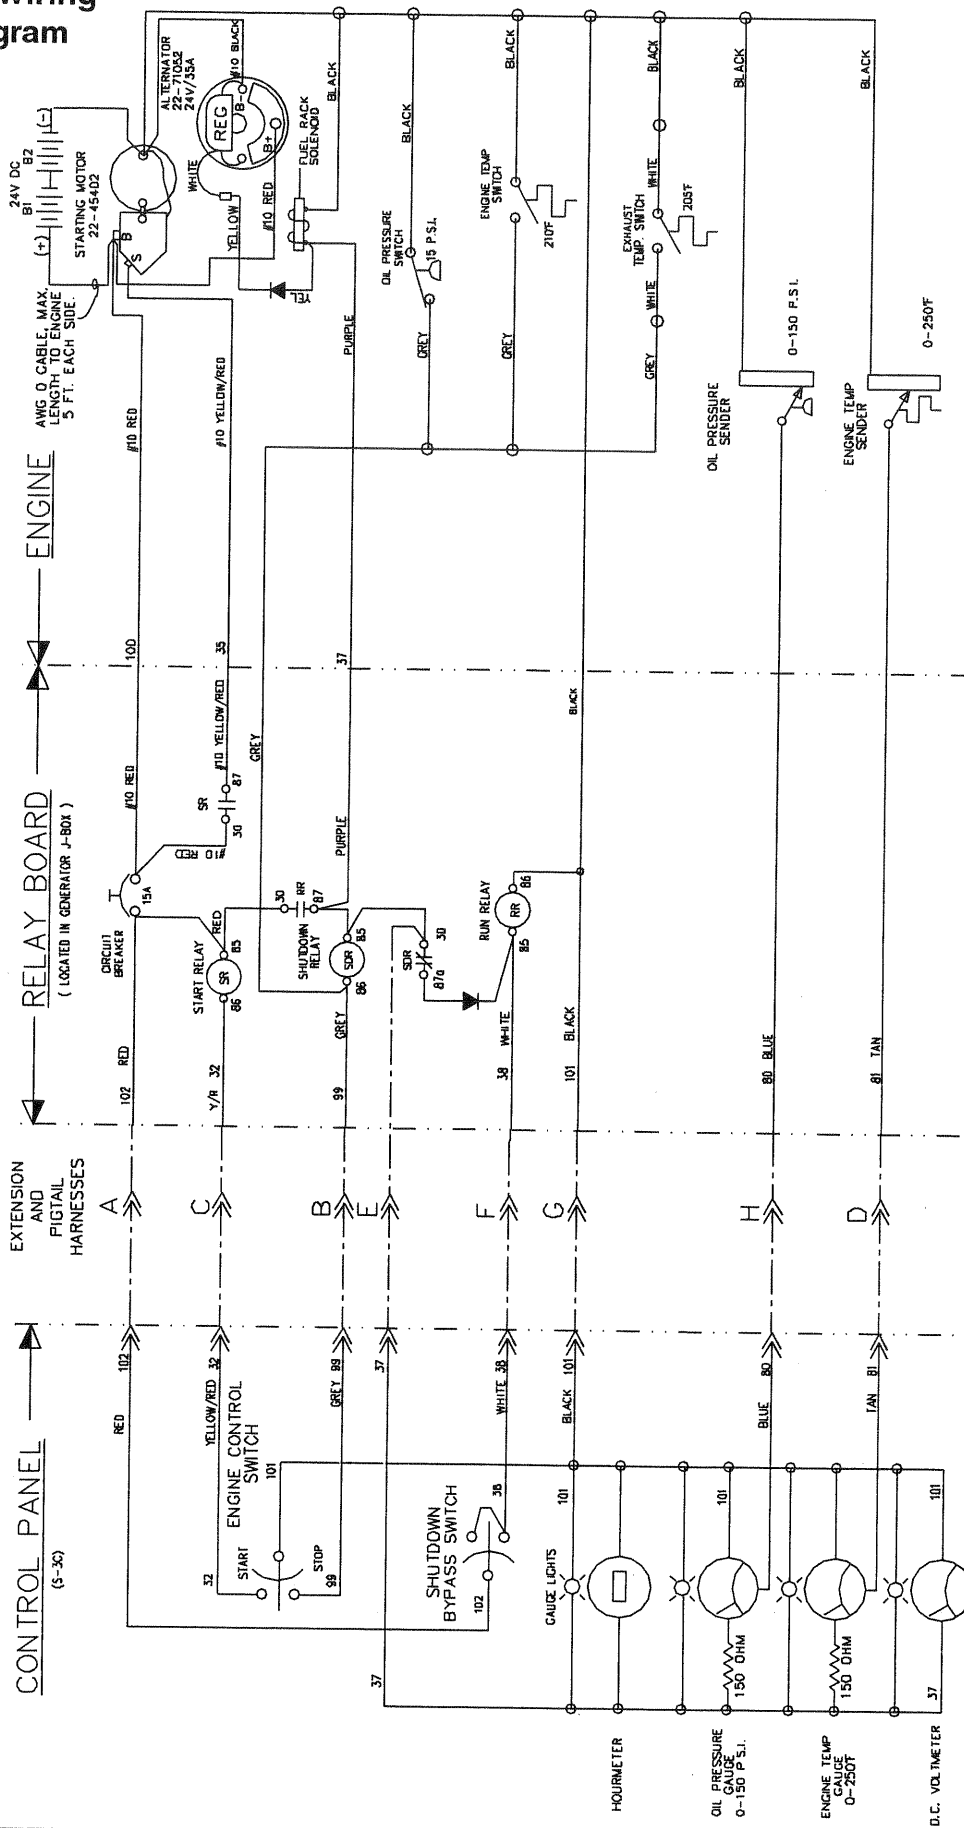 wiring
gram
CONTROL PANEL
(S-3C)
EXTENSION
AND
PIGTAIL
HARNESSES
RELAY BOARD
( LOCATED IN GENERATOR J-BOX )
ENGINE
AWG 0 CABLE, MAX.
LENGTH TO ENGINE
5 FT. EACH SIDE.
24V DC
B1 B2
(+) (-)
STARTING MOTOR
22-45402
B
S
ALTERNATOR
22-71052
24V/35A
#10 BLACK
REG
B-
B+
WHITE
YELLOW
#10 RED
YEL
FUEL RACK
SOLENOID
BLACK
PURPLE
RED
102
A
102
RED
CIRCUIT
BREAKER
15A
#10 RED
100
#10 RED
YELLOW/RED
32
C
Y/R 32
START RELAY
SR
86
85
RED
#10 RED
30
SR
87
#10 YELLOW/RED
35
#10 YELLOW/RED
ENGINE CONTROL
SWITCH
101
START
STOP
32
99
GREY 99
B
99
GREY
SHUTDOWN
RELAY
SDR
86
85
30
RR
87
PURPLE
37
GREY
37
37
E
SDR
87a
30
SHUTDOWN
BYPASS SWITCH
102
38
WHITE 38
F
38 WHITE
RUN RELAY
RR
85
86
BLACK 101
G
101 BLACK
BLACK
OIL PRESSURE
SWITCH
15 P.S.I.
BLACK
GREY
ENGINE TEMP
SWITCH
210°F
BLACK
GREY
EXHAUST
TEMP. SWITCH
205°F
BLACK
WHITE
WHITE
GREY
BLUE 80
H
80 BLUE
OIL PRESSURE
SENDER
0-150 P.S.I.
BLACK
TAN 81
D
81 TAN
ENGINE TEMP
SENDER
0-250°F
BLACK
GAUGE LIGHTS
101
HOURMETER
OIL PRESSURE
GAUGE
0-150 P.S.I.
150 OHM
101
ENGINE TEMP
GAUGE
0-250°F
150 OHM
D.C. VOLTMETER
37
101